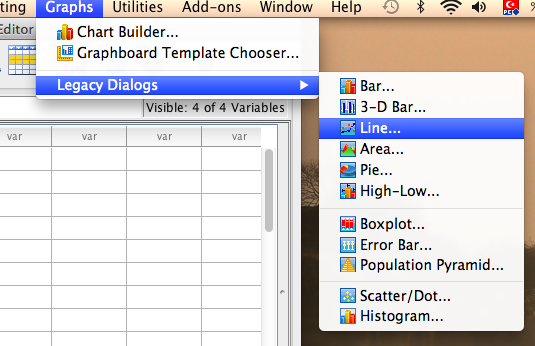 ting Graphs Utilities Add-ons Window Help
Editor
Chart Builder...
Graphboard Template Chooser...
Legacy Dialogs
Bar...
3-D Bar...
Line...
Area...
Pie...
High-Low...
Boxplot...
Error Bar...
Population Pyramid...
Scatter/Dot...
Histogram...
Visible: 4 of 4 Variables
var var var var